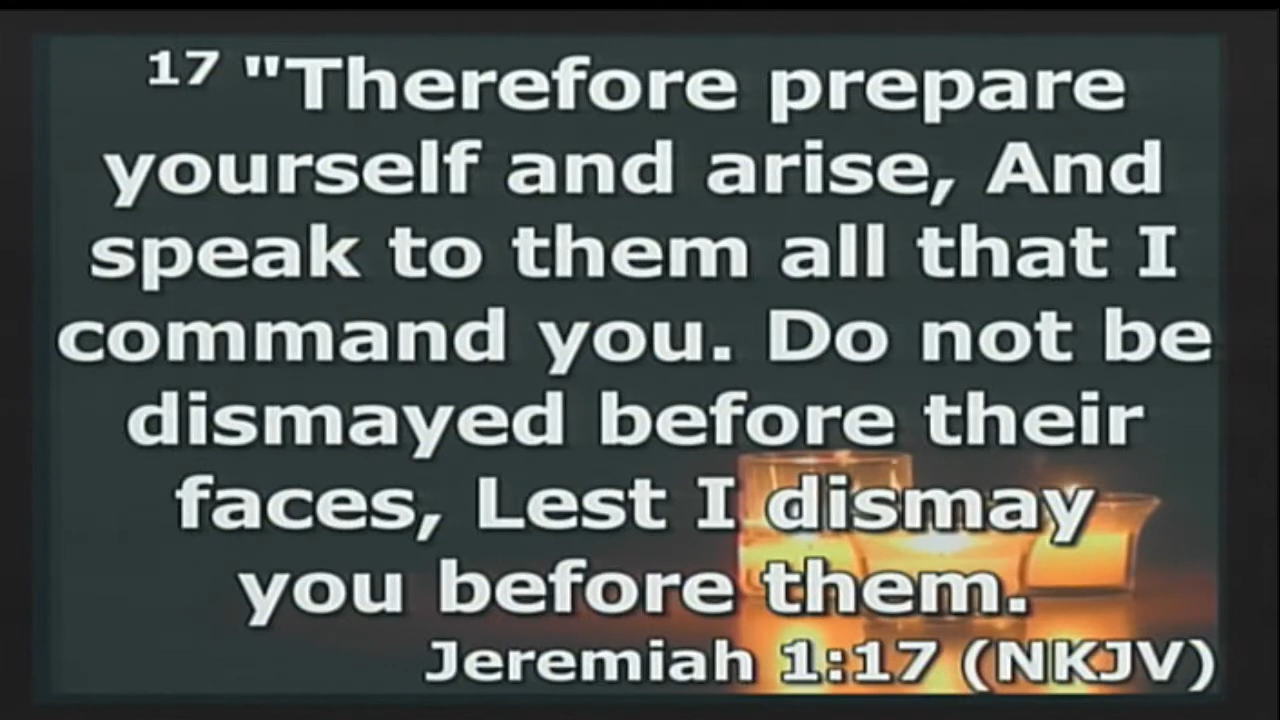 17 "Therefore prepare
yourself and arise, And
speak to them all that I
command you. Do not be
dismayed before their
faces, Lest I dismay
you before them.
Jeremiah 1:17 (NKJV)